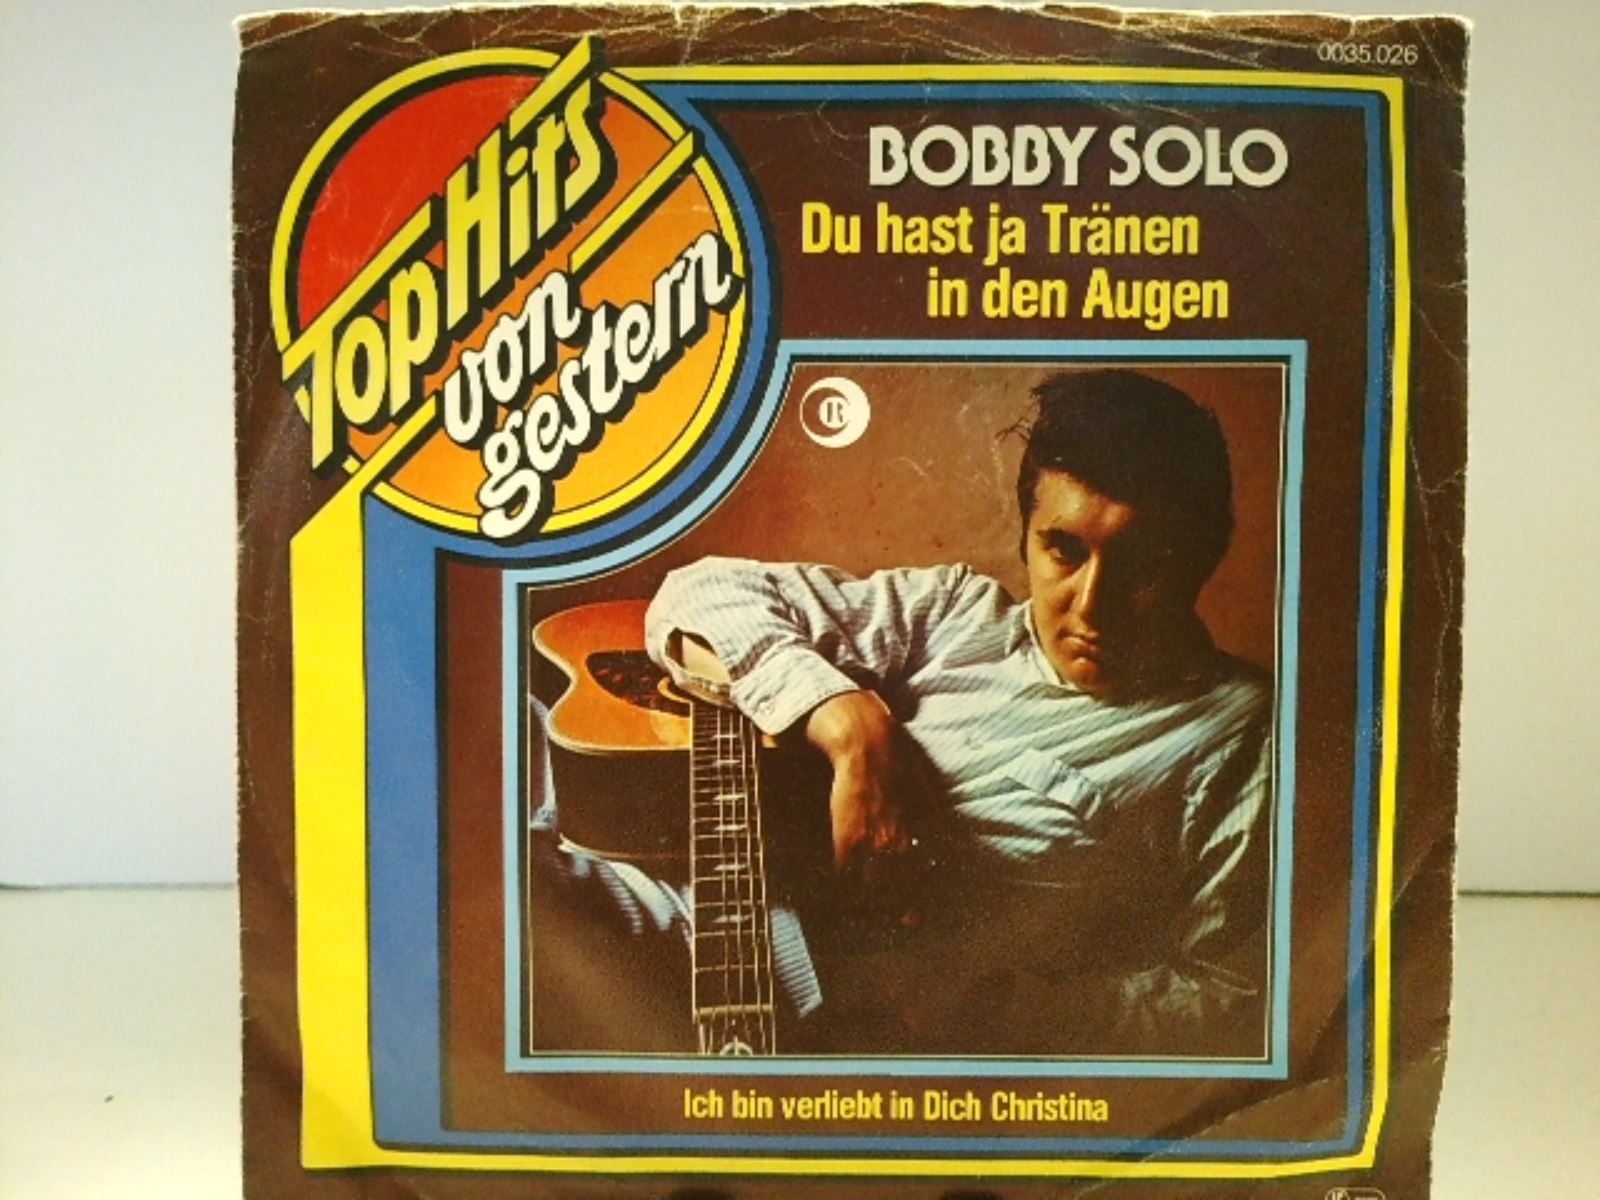 0035.026
Top Hits
von
gestern
BOBBY SOLO
Du hast ja Tränen
in den Augen
Ich bin verliebt in Dich Christina